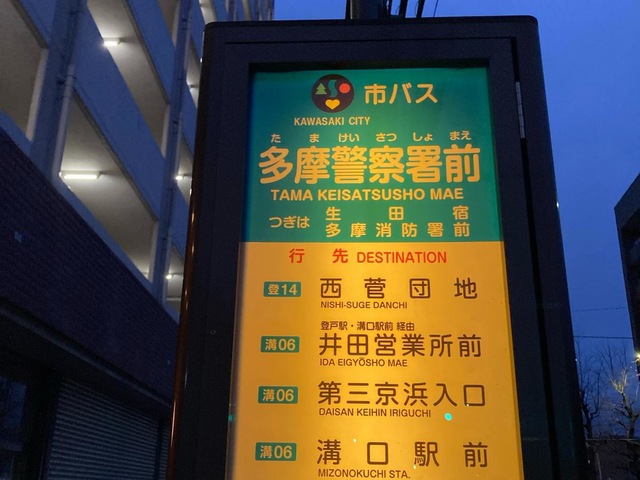 市バス
KAWASAKI CITY
た ま けい さつ しょ まえ
多摩警察署前
TAMA KEISATSUSHO MAE
つぎは 生田宿
多摩消防署前
行先 DESTINATION
登14 西菅団地
NISHI-SUGE DANCHI
登戸駅・溝口駅前 経由
溝06 井田営業所前
IDA EIGYŌSHO MAE
溝06 第三京浜入口
DAISAN KEIHIN IRIGUCHI
溝06 溝口駅前
MIZONOKUCHI STA.